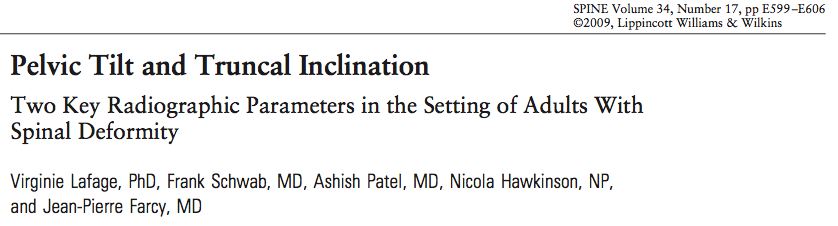 SPINE Volume 34, Number 17, pp E599–E606
©2009, Lippincott Williams & Wilkins
Pelvic Tilt and Truncal Inclination
Two Key Radiographic Parameters in the Setting of Adults With
Spinal Deformity
Virginie Lafage, PhD, Frank Schwab, MD, Ashish Patel, MD, Nicola Hawkinson, NP,
and Jean-Pierre Farcy, MD